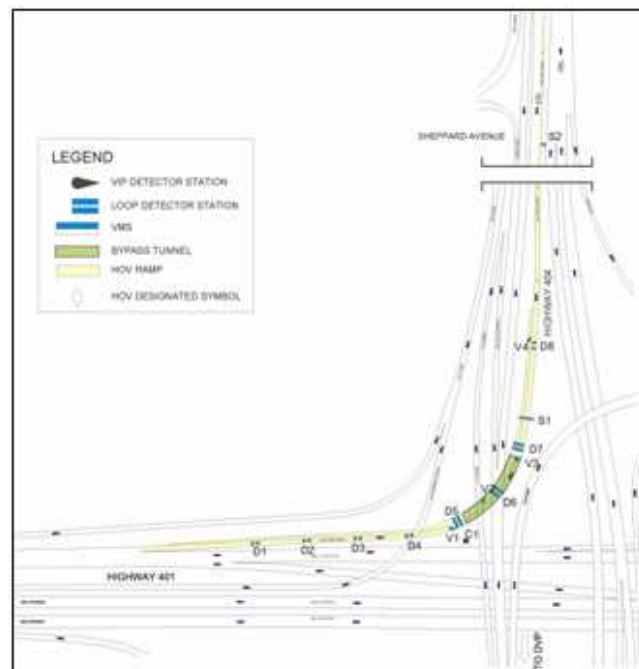 SHEPPARD AVENUE
S2
LEGEND
VIP DETECTOR STATION
LOOP DETECTOR STATION
VMS
BYPASS TUNNEL
HOV RAMP
HOV DESIGNATED SYMBOL
HIGHWAY 404
V4 D8
S1
D7
V3
V2
D6
D5
V1 C1
D1 D2 D3 D4
HIGHWAY 401
TO DVP